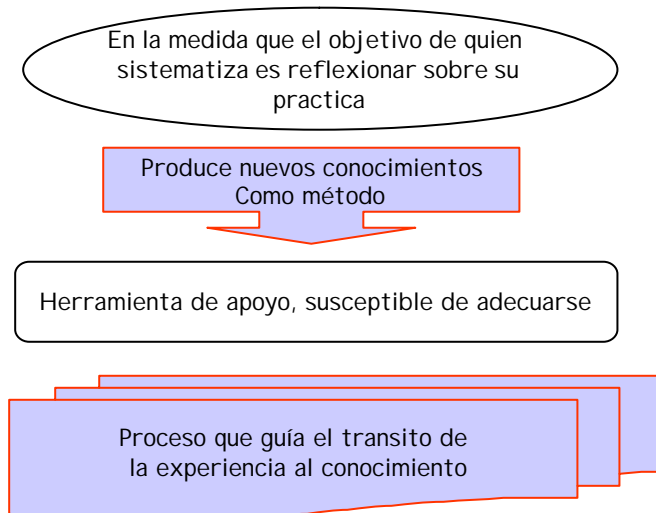 En la medida que el objetivo de quien
sistematiza es reflexionar sobre su
practica
Produce nuevos conocimientos
Como método
Herramienta de apoyo, susceptible de adecuarse
Proceso que guía el transito de
la experiencia al conocimiento